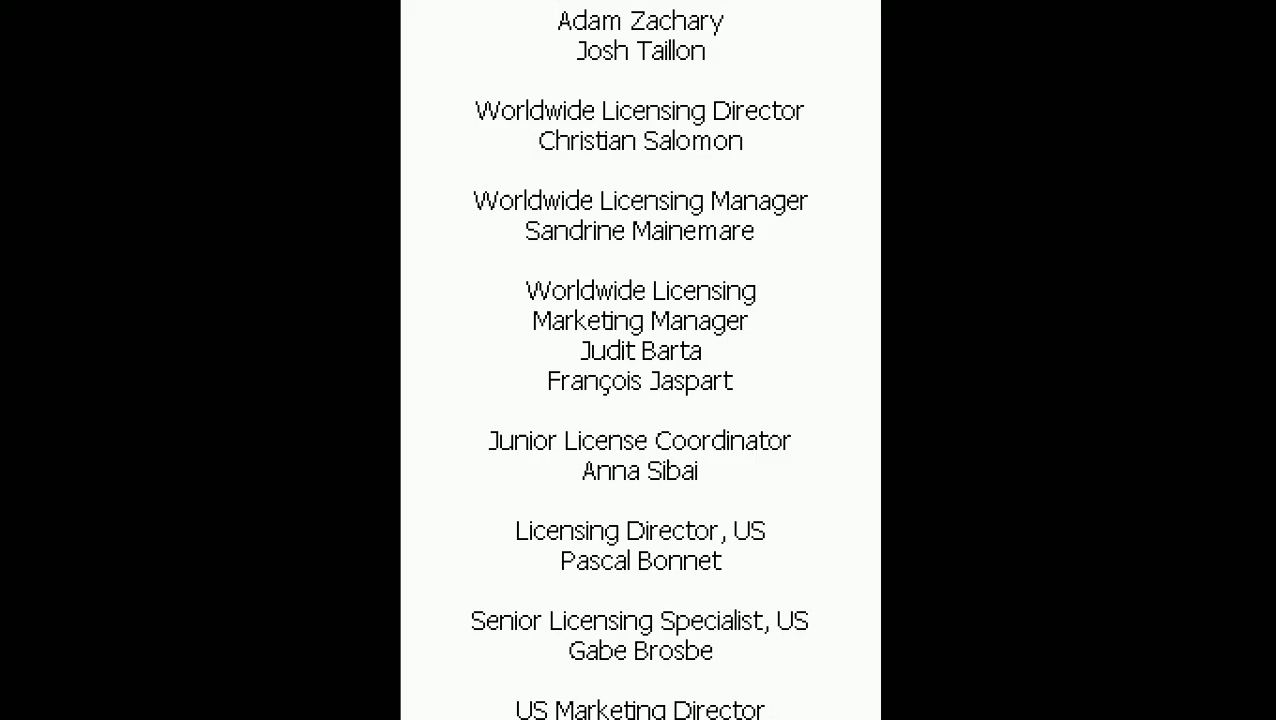 Adam Zachary
Josh Taillon
Worldwide Licensing Director
Christian Salomon
Worldwide Licensing Manager
Sandrine Mainemare
Worldwide Licensing
Marketing Manager
Judit Barta
François Jaspart
Junior License Coordinator
Anna Sibai
Licensing Director, US
Pascal Bonnet
Senior Licensing Specialist, US
Gabe Brosbe
US Marketing Director